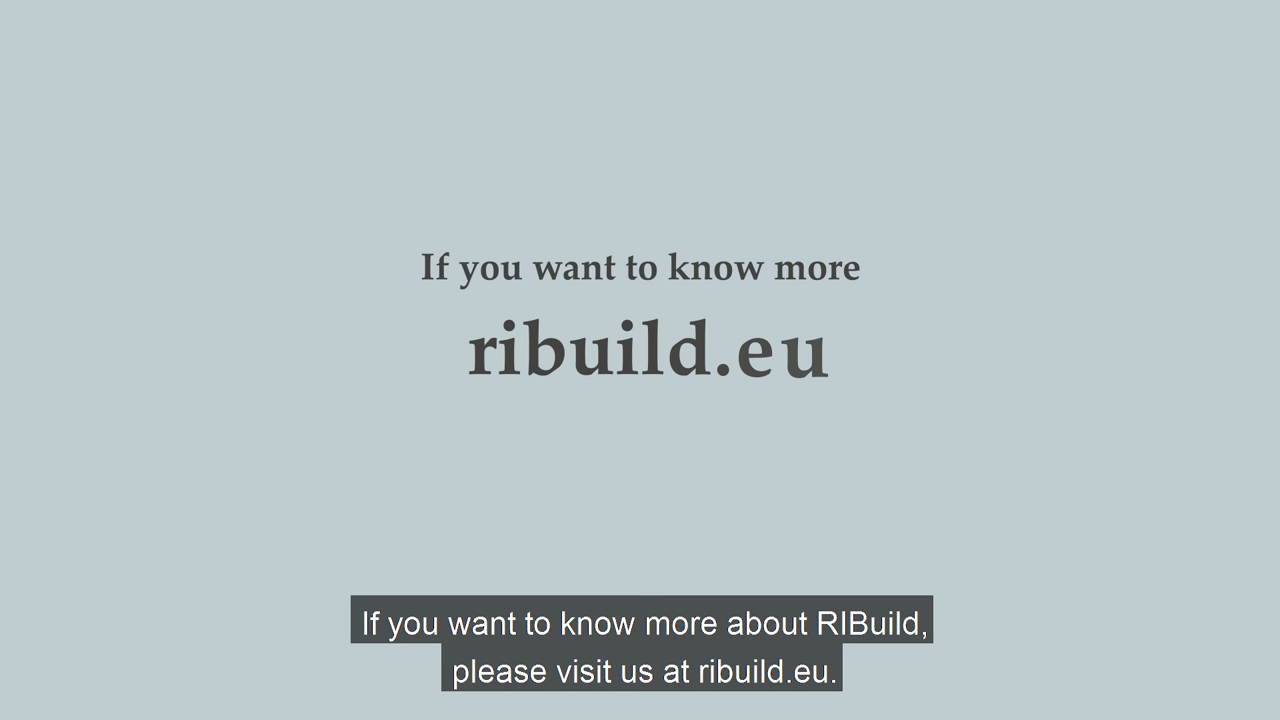 If you want to know more
ribuild.eu
If you want to know more about RIBuild,
please visit us at ribuild.eu.